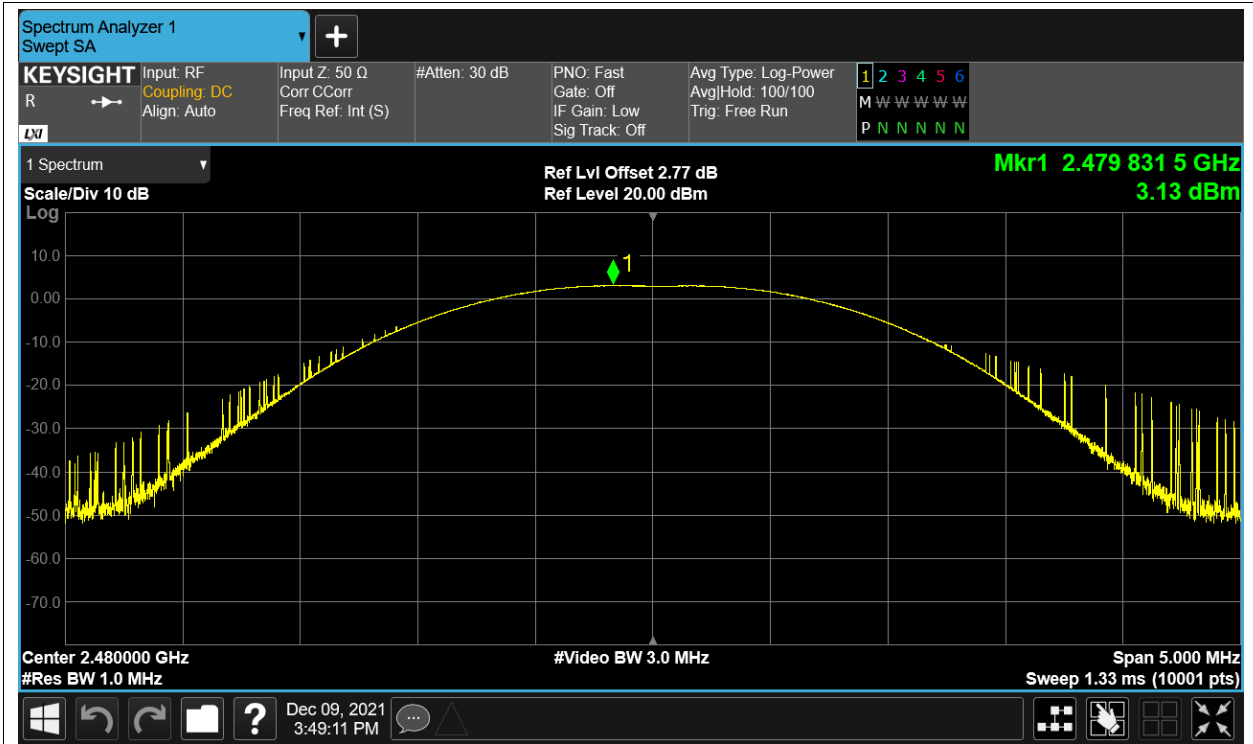 Spectrum Analyzer 1
Swept SA
+
KEYSIGHT
R
LXI
Input: RF
Coupling: DC
Align: Auto
Input Z: 50 Ω
Corr CCorr
Freq Ref: Int (S)
#Atten: 30 dB
PNO: Fast
Gate: Off
IF Gain: Low
Sig Track: Off
Avg Type: Log-Power
Avg|Hold: 100/100
Trig: Free Run
1 2 3 4 5 6
M W W W W W
P N N N N N
1 Spectrum
Scale/Div 10 dB
Ref Lvl Offset 2.77 dB
Ref Level 20.00 dBm
Mkr1 2.479 831 5 GHz
3.13 dBm
Log
10.0
0.00
-10.0
-20.0
-30.0
-40.0
-50.0
-60.0
-70.0
1
Center 2.480000 GHz
#Res BW 1.0 MHz
#Video BW 3.0 MHz
Span 5.000 MHz
Sweep 1.33 ms (10001 pts)
?
Dec 09, 2021
3:49:11 PM